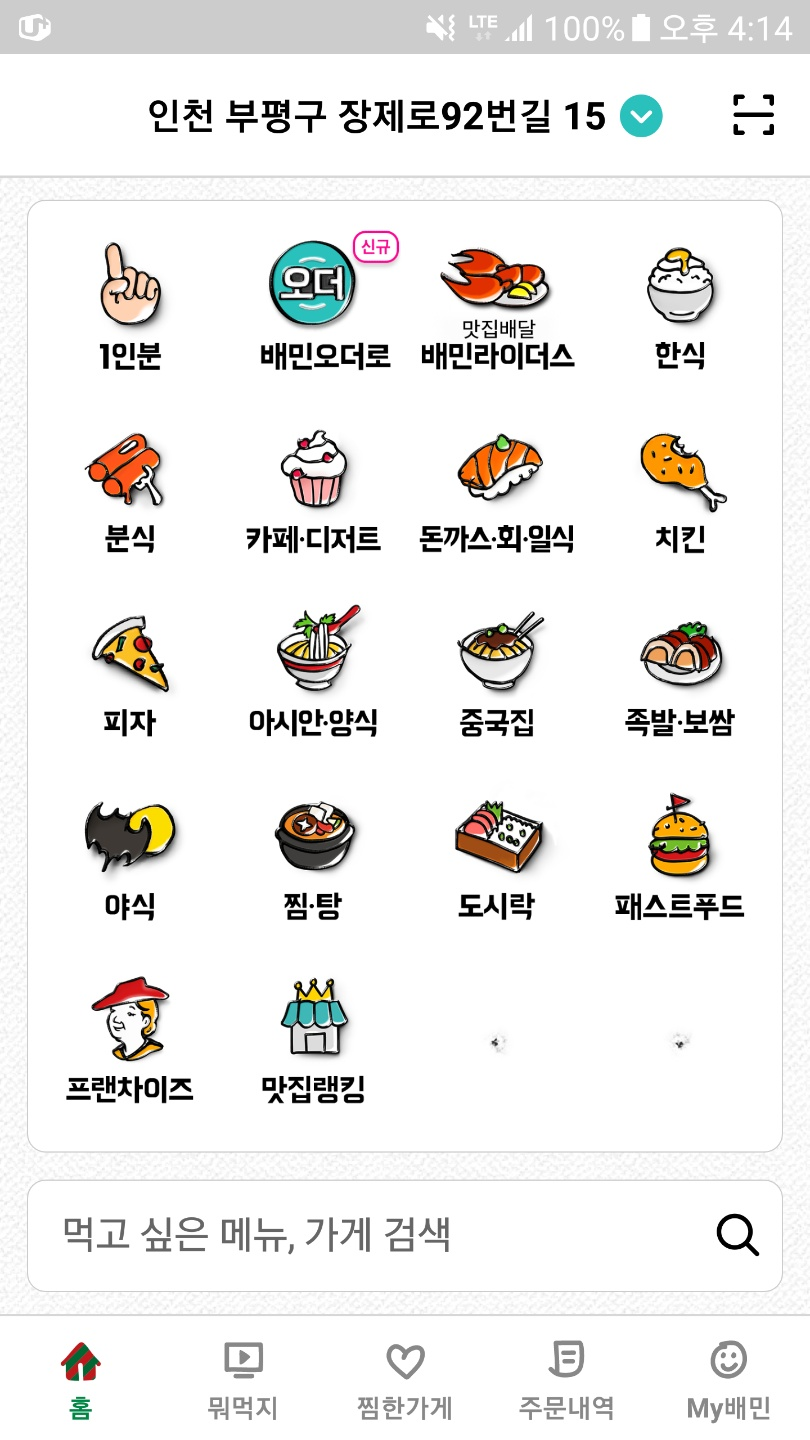 LTE 100% 오후 4:14
인천 부평구 장제로92번길 15
신규
오더
맛집배달
1인분 배민오더로 배민라이더스 한식
분식 카페·디저트 돈까스·회·일식 치킨
피자 아시안·양식 중국집 족발·보쌈
야식 찜·탕 도시락 패스트푸드
프랜차이즈 맛집랭킹
먹고 싶은 메뉴, 가게 검색
홈 뭐먹지 찜한가게 주문내역 My배민